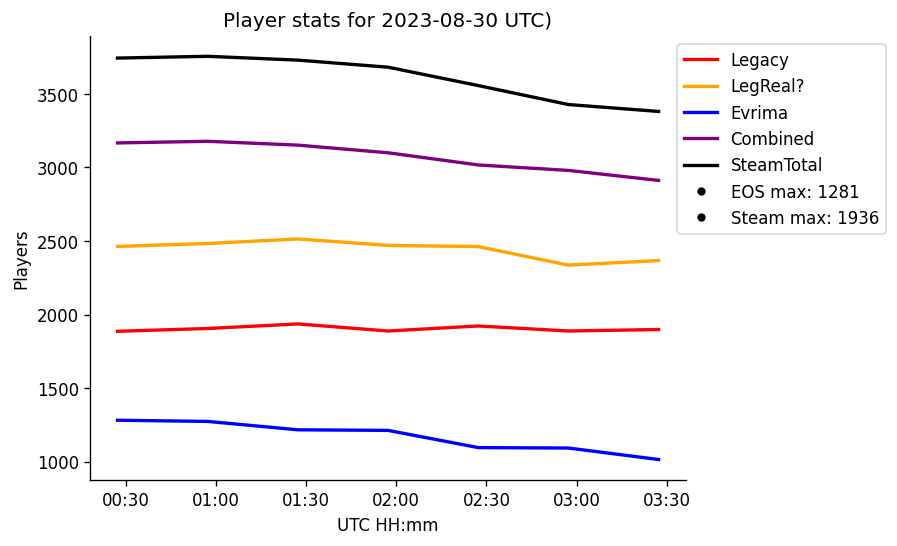 Player stats for 2023-08-30 UTC)
Players
3500
3000
2500
2000
1500
1000
00:30 01:00 01:30 02:00 02:30 03:00 03:30
UTC HH:mm
Legacy
LegReal?
Evrima
Combined
SteamTotal
EOS max: 1281
Steam max: 1936